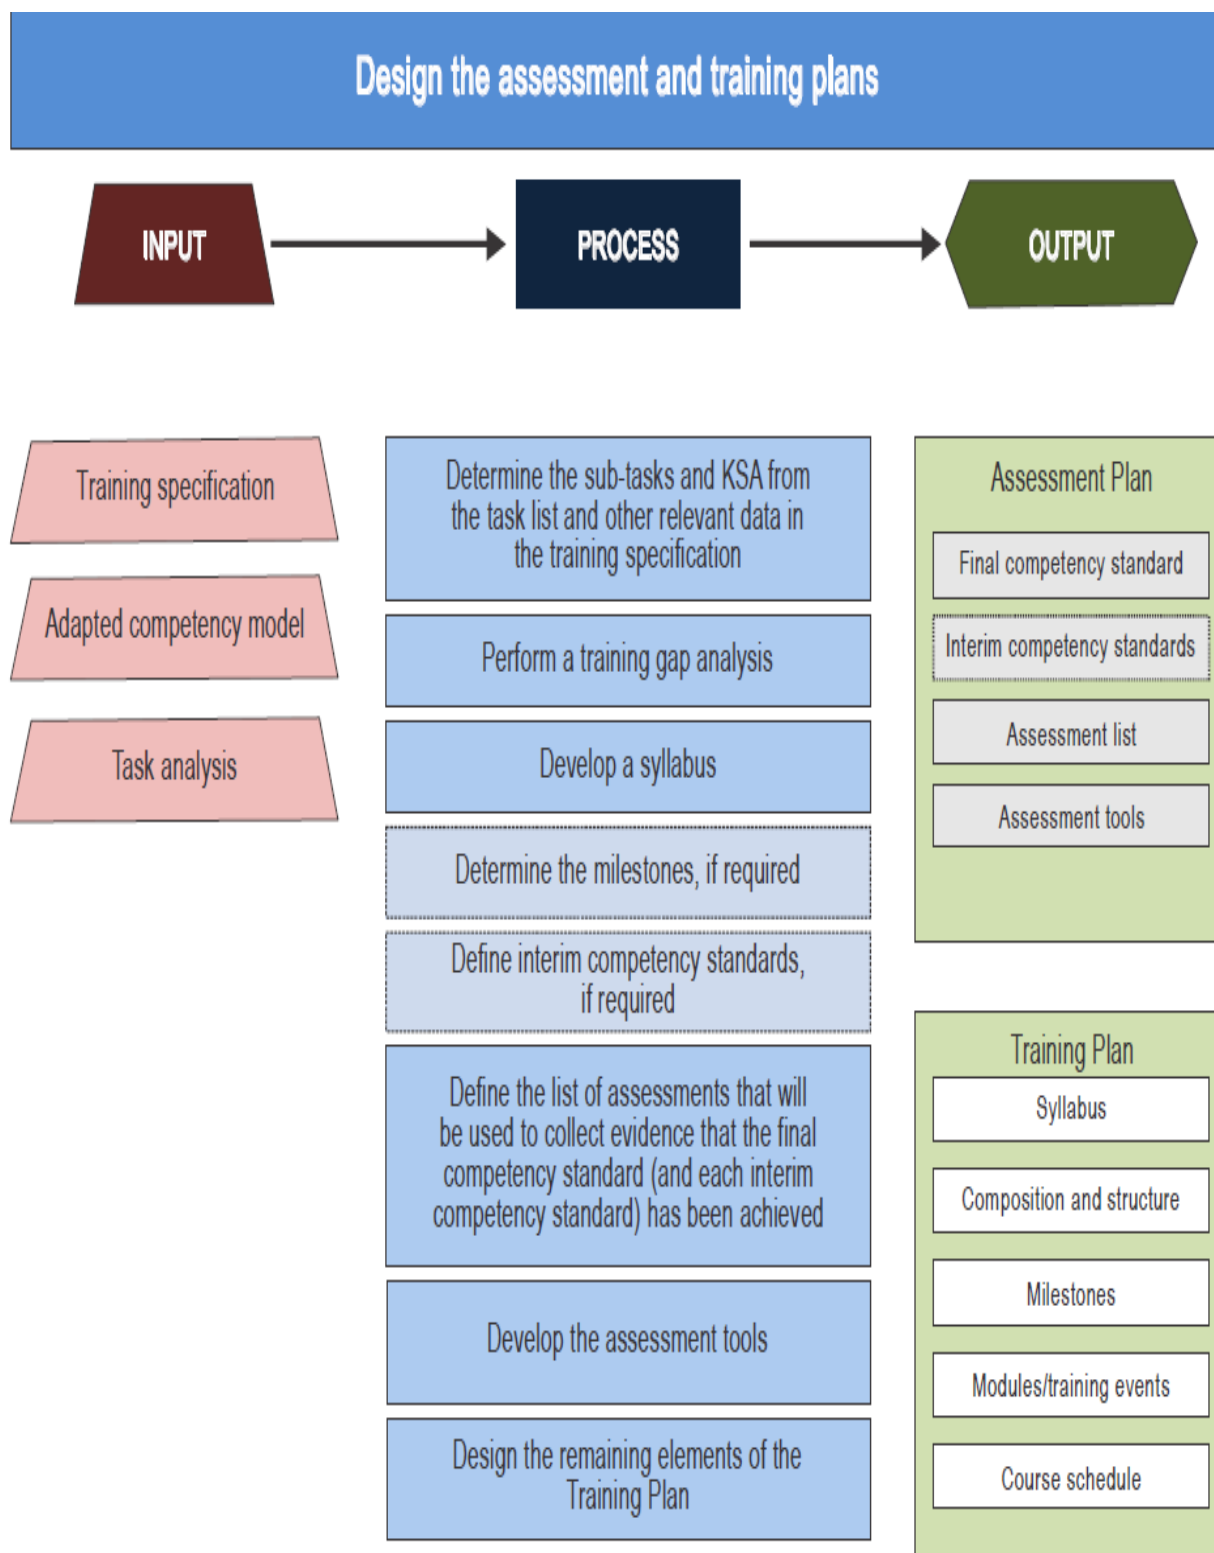 Design the assessment and training plans
INPUT
PROCESS
OUTPUT
Training specification
Adapted competency model
Task analysis
Determine the sub-tasks and KSA from
the task list and other relevant data in
the training specification
Perform a training gap analysis
Develop a syllabus
Determine the milestones, if required
Define interim competency standards,
if required
Define the list of assessments that will
be used to collect evidence that the final
competency standard (and each interim
competency standard) has been achieved
Develop the assessment tools
Design the remaining elements of the
Training Plan
Assessment Plan
Final competency standard
Interim competency standards
Assessment list
Assessment tools
Training Plan
Syllabus
Composition and structure
Milestones
Modules/training events
Course schedule